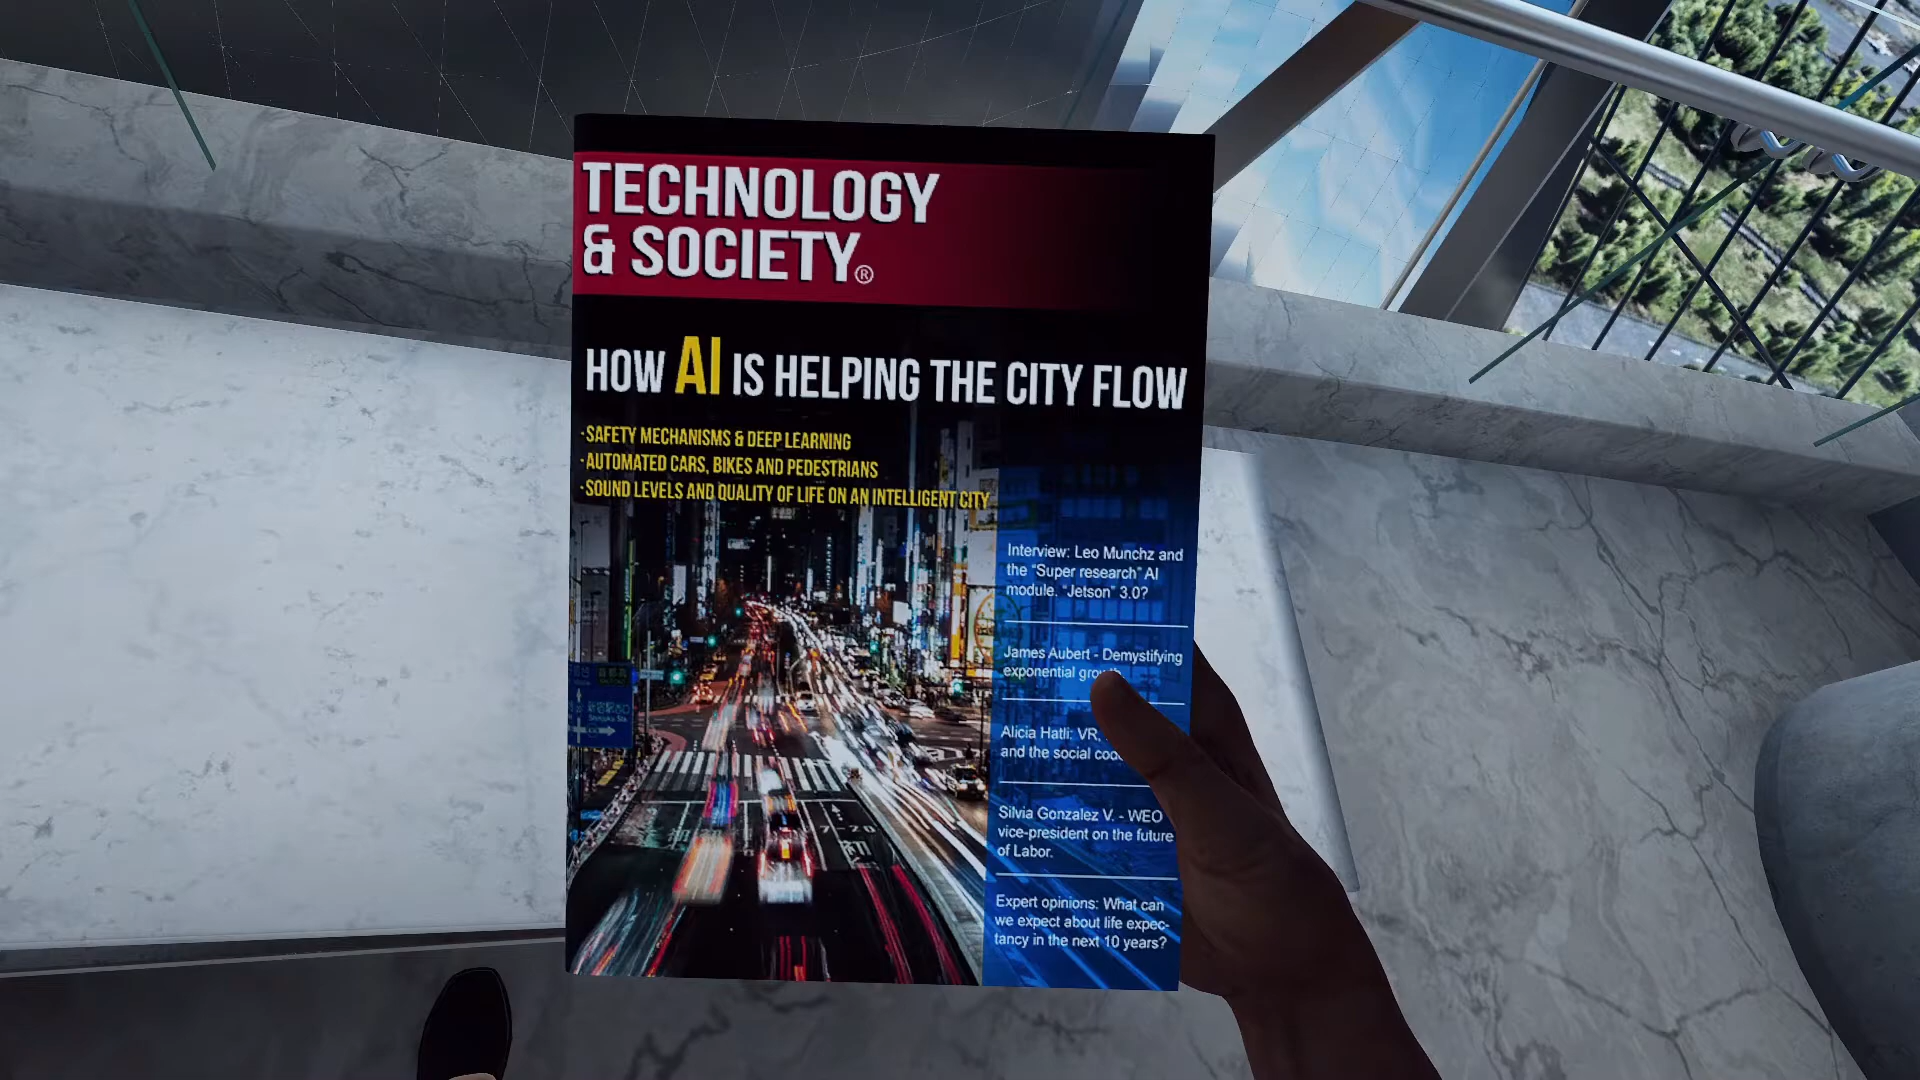 TECHNOLOGY
& SOCIETY®
HOW AI IS HELPING THE CITY FLOW
·SAFETY MECHANISMS & DEEP LEARNING
·AUTOMATED CARS, BIKES AND PEDESTRIANS
·SOUND LEVELS AND QUALITY OF LIFE ON AN INTELLIGENT CITY
Interview: Leo Munchz and
the "Super research" AI
module. "Jetson" 3.0?
James Aubert - Demystifying
exponential
Alicia Hatli: VR,
and the social
Silvia Gonzalez V. - WEO
vice-president on the future
of Labor.
Expert opinions: What can
we expect about life expec-
tancy in the next 10 years?
7-20